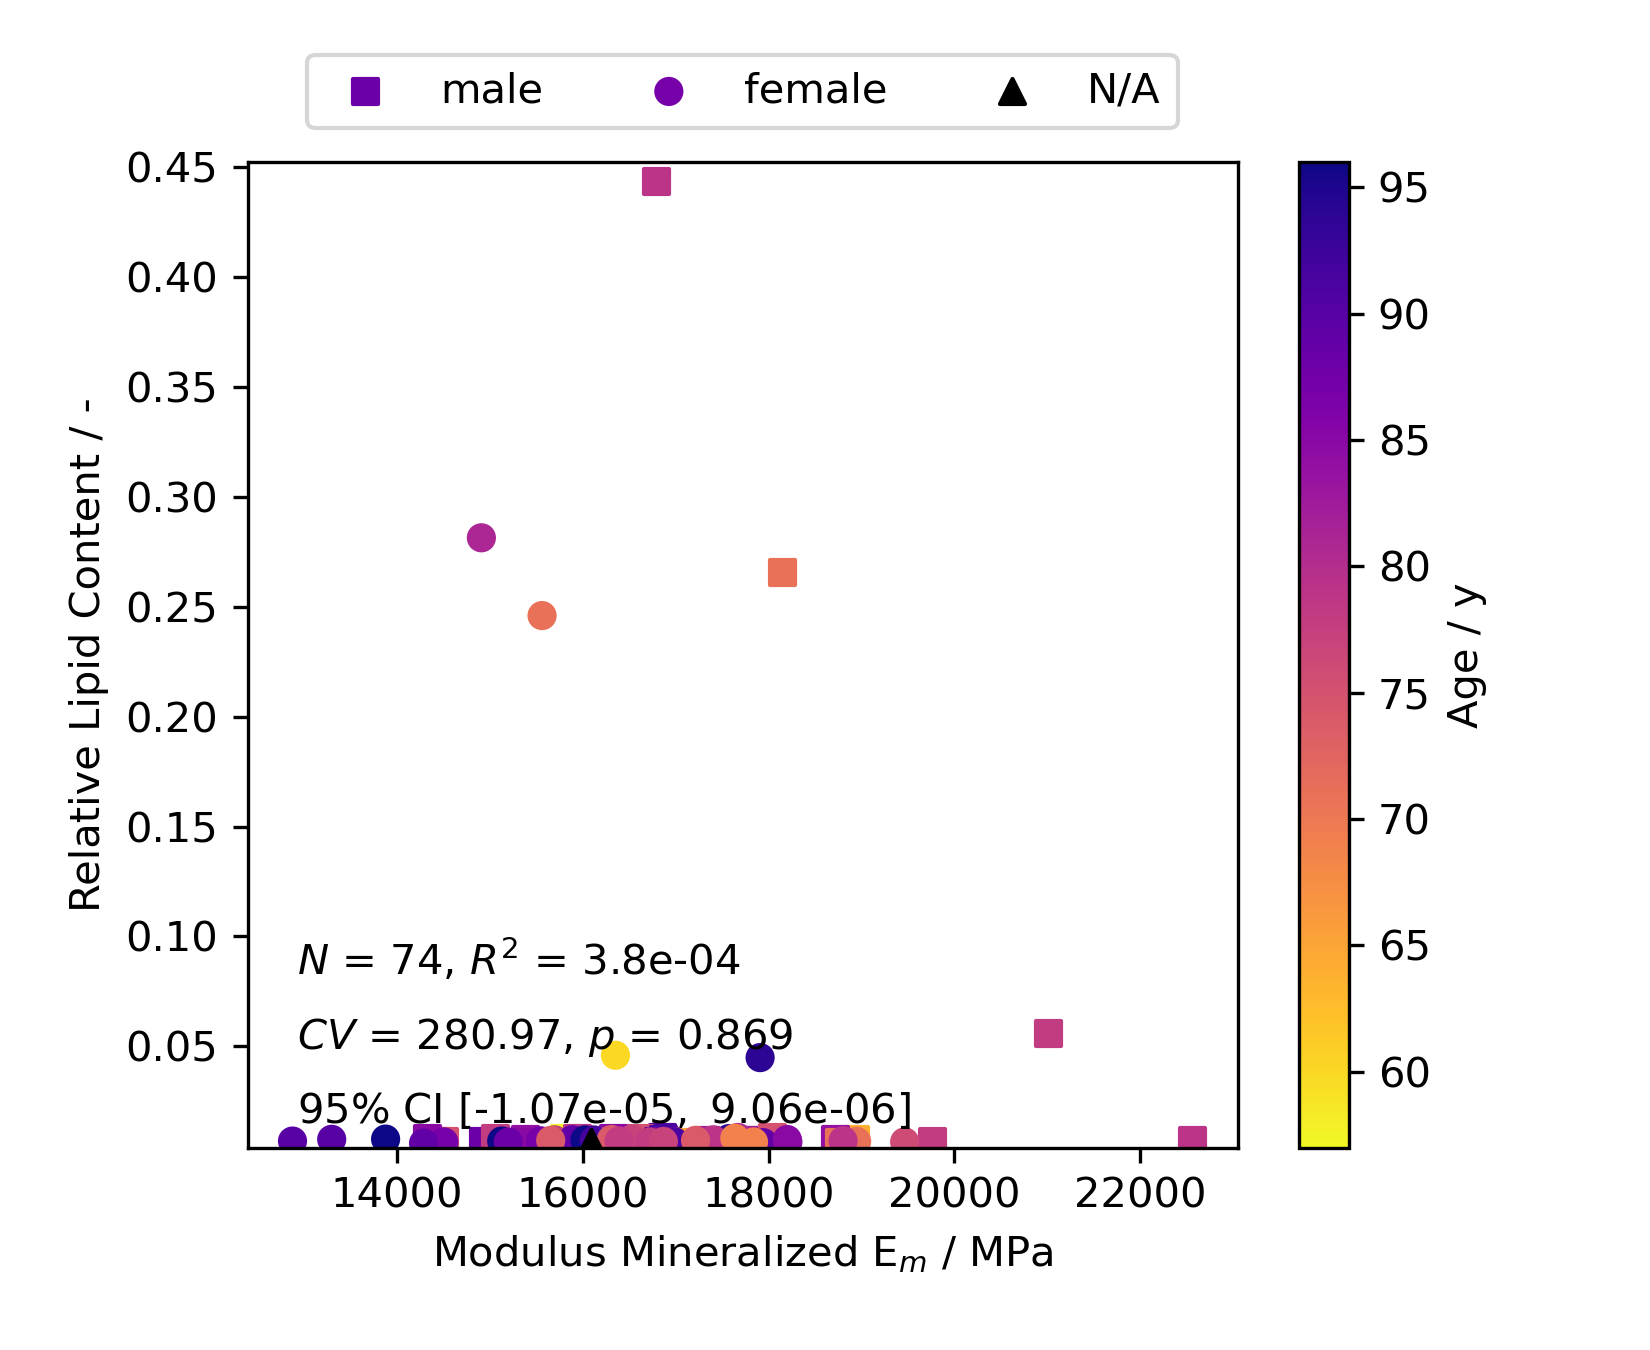 male female N/A
0.45
0.40
0.35
0.30
0.25
0.20
0.15
0.10
0.05
Relative Lipid Content / -
N = 74, R² = 3.8e-04
CV = 280.97, p = 0.869
95% CI [-1.07e-05, 9.06e-06]
14000 16000 18000 20000 22000
Modulus Mineralized Eₘ / MPa
95
90
85
80
75
70
65
60
Age / y